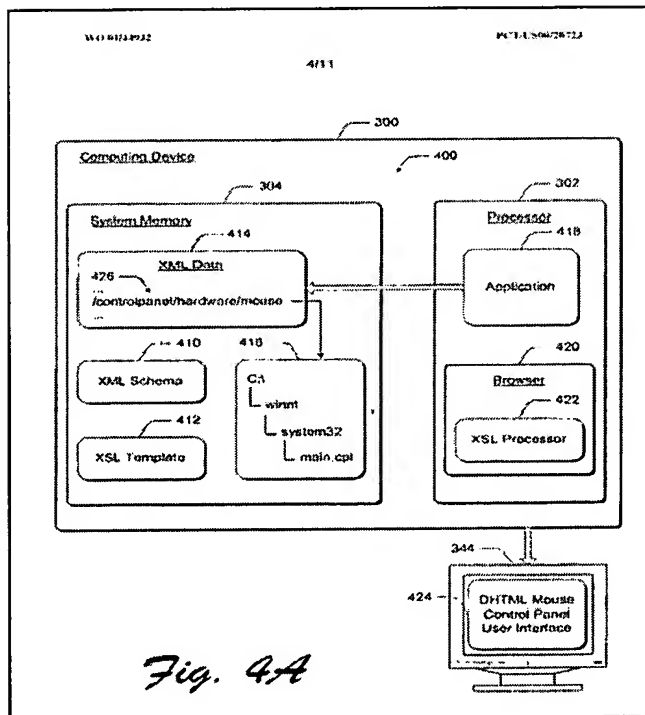 4/11
300
Computing Device
400
304
302
System Memory
Processor
414
418
XML Data
426
...
/controlpanel/hardware/mouse
...
Application
410
416
420
XML Schema
C:\
Browser
winnt
422
412
system32
XSL Processor
XSL Template
main.cpl
344
424
DHTML Mouse
Control Panel
User Interface
Fig. 4A